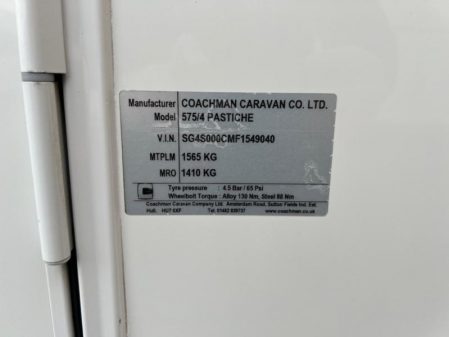 Manufacturer COACHMAN CARAVAN CO. LTD.
Model 575/4 PASTICHE
V.I.N. SG4S000CMF1549040
MTPLM 1565 KG
MRO 1410 KG
Tyre pressure : 4.5 Bar / 65 Psi
Wheelbolt Torque : Alloy 130 Nm, Steel 88 Nm
Coachman Caravan Company Ltd. Amsterdam Road, Sutton Fields Ind. Est.
Hull. HU7 0XF Tel. 01482 839737 www.coachman.co.uk